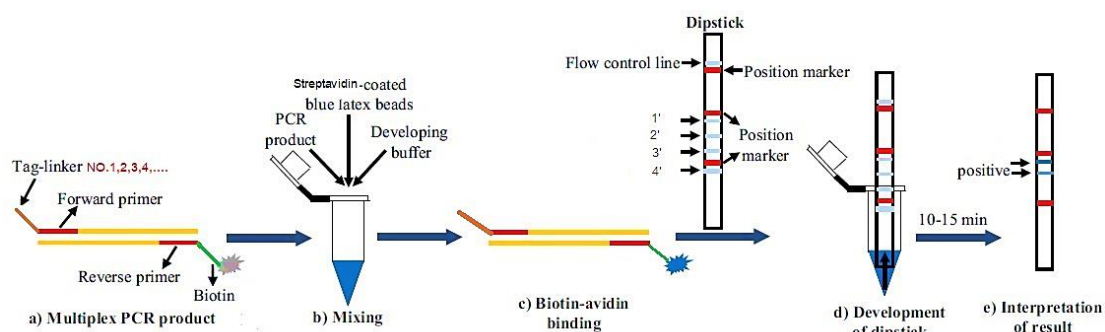 Tag-linker NO.1,2,3,4,....
Forward primer
Reverse primer
Biotin
a) Multiplex PCR product
Streptavidin-coated
blue latex beads
PCR
product
Developing
buffer
b) Mixing
c) Biotin-avidin
binding
Dipstick
Flow control line
Position marker
1'
2'
3'
4'
Position
marker
d) Development
of dipstick
10-15 min
positive
e) Interpretation
of result